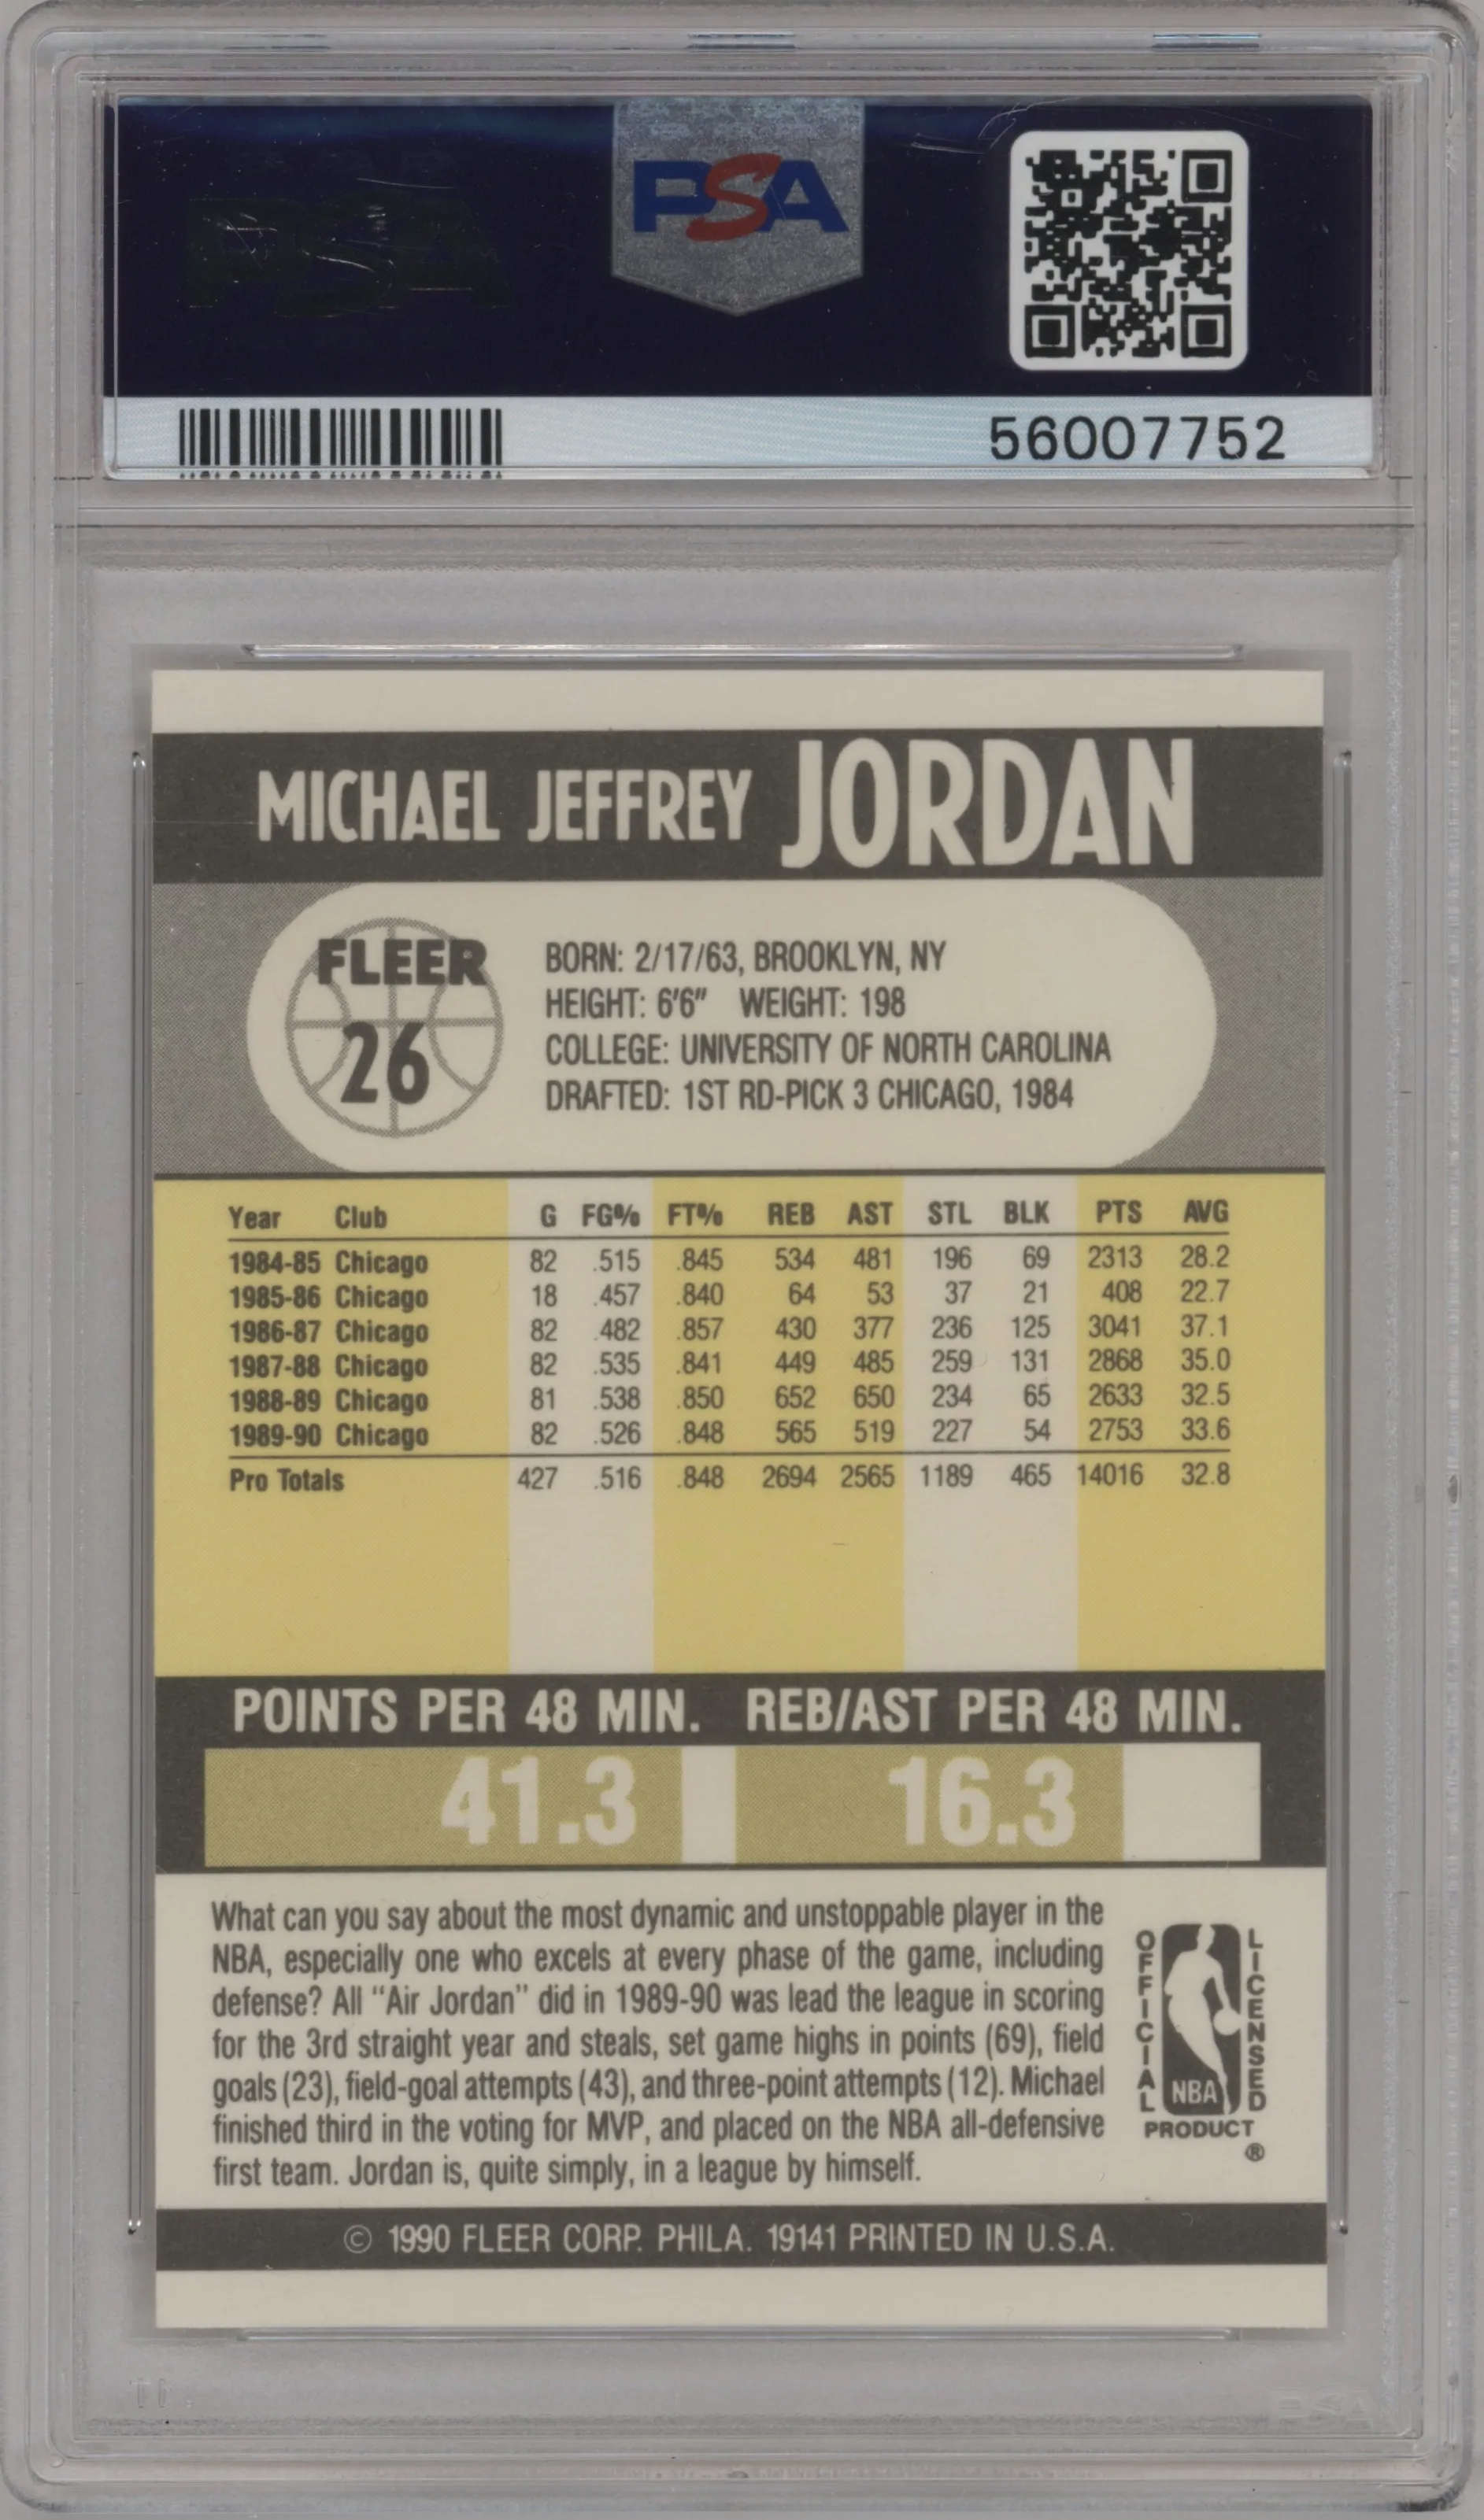 PSA
56007752
MICHAEL JEFFREY JORDAN
FLEER
26
BORN: 2/17/63, BROOKLYN, NY
HEIGHT: 6'6" WEIGHT: 198
COLLEGE: UNIVERSITY OF NORTH CAROLINA
DRAFTED: 1ST RD-PICK 3 CHICAGO, 1984
Year Club G FG% FT% REB AST STL BLK PTS AVG
1984-85 Chicago 82 .515 .845 534 481 196 69 2313 28.2
1985-86 Chicago 18 .457 .840 64 53 37 21 408 22.7
1986-87 Chicago 82 .482 .857 430 377 236 125 3041 37.1
1987-88 Chicago 82 .535 .841 449 485 259 131 2868 35.0
1988-89 Chicago 81 .538 .850 652 650 234 65 2633 32.5
1989-90 Chicago 82 .526 .848 565 519 227 54 2753 33.6
Pro Totals 427 .516 .848 2694 2565 1189 465 14016 32.8
POINTS PER 48 MIN. REB/AST PER 48 MIN.
41.3 16.3
What can you say about the most dynamic and unstoppable player in the
NBA, especially one who excels at every phase of the game, including
defense? All "Air Jordan" did in 1989-90 was lead the league in scoring
for the 3rd straight year and steals, set game highs in points (69), field
goals (23), field-goal attempts (43), and three-point attempts (12). Michael
finished third in the voting for MVP, and placed on the NBA all-defensive
first team. Jordan is, quite simply, in a league by himself.
OFFICIAL
LICENSED
NBA
PRODUCT
®
© 1990 FLEER CORP. PHILA. 19141 PRINTED IN U.S.A.
PSA